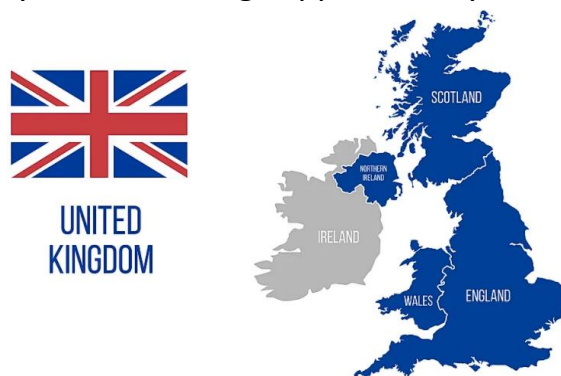 UNITED
KINGDOM
SCOTLAND
NORTHERN
IRELAND
IRELAND
WALES
ENGLAND